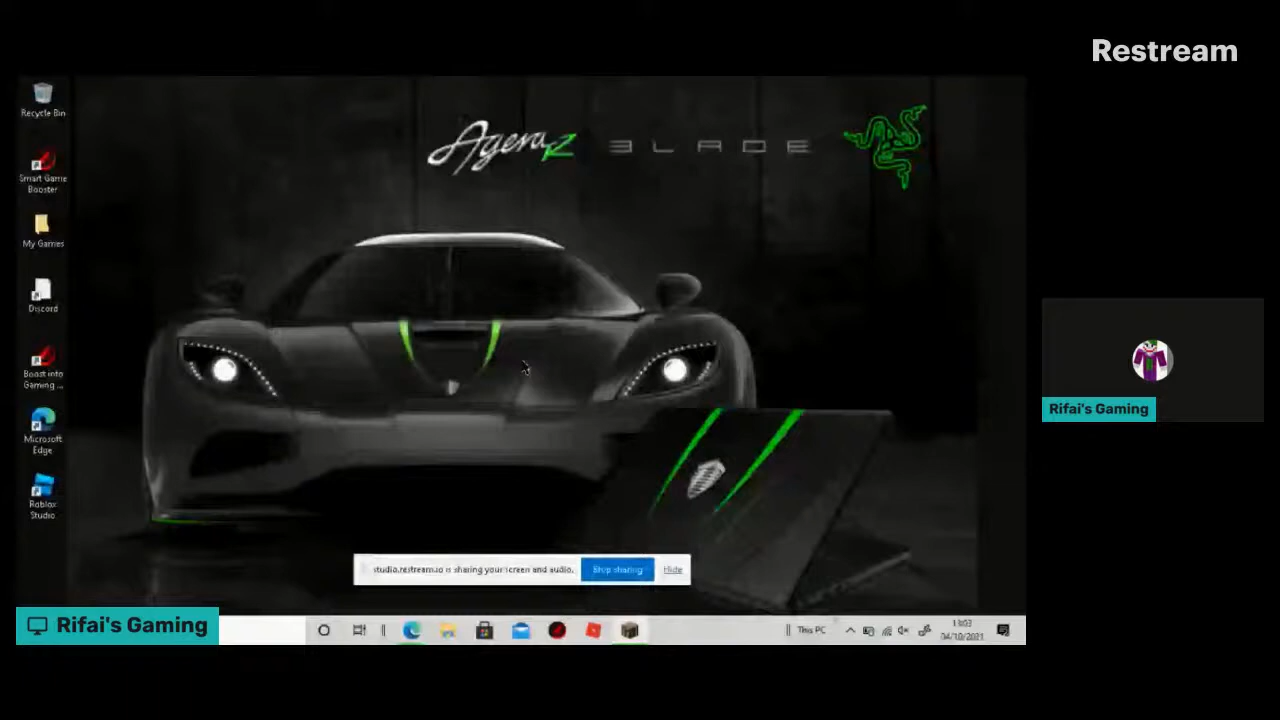 Restream
Agera R BLADE
Recycle Bin
Smart Game
Booster
My Games
Discord
Boost into
Gaming ...
Microsoft
Edge
Roblox
Studio
studio.restream.io is sharing your screen and audio. Stop sharing Hide
Rifai's Gaming
Rifai's Gaming
This PC
13:03
04/10/2021